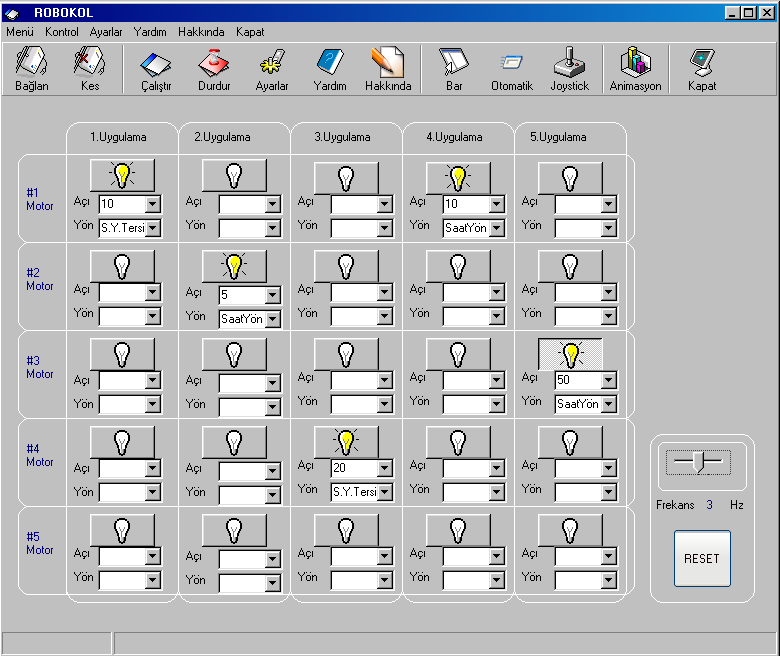 ROBOKOL
Menü Kontrol Ayarlar Yardım Hakkında Kapat
Bağlan Kes Çalıştır Durdur Ayarlar Yardım Hakkında Bar Otomatik Joystick Animasyon Kapat
1.Uygulama 2.Uygulama 3.Uygulama 4.Uygulama 5.Uygulama
#1
Motor
Açı 10 Açı Açı Açı 10 Açı
Yön S.Y.Tersi Yön Yön Yön SaatYön Yön
#2
Motor
Açı Açı 5 Açı Açı Açı
Yön Yön SaatYön Yön Yön Yön
#3
Motor
Açı Açı Açı Açı Açı 50
Yön Yön Yön Yön Yön SaatYön
#4
Motor
Açı Açı Açı 20 Açı Açı
Yön Yön Yön S.Y.Tersi Yön Yön
#5
Motor
Açı Açı Açı Açı Açı
Yön Yön Yön Yön Yön
Frekans 3 Hz
RESET